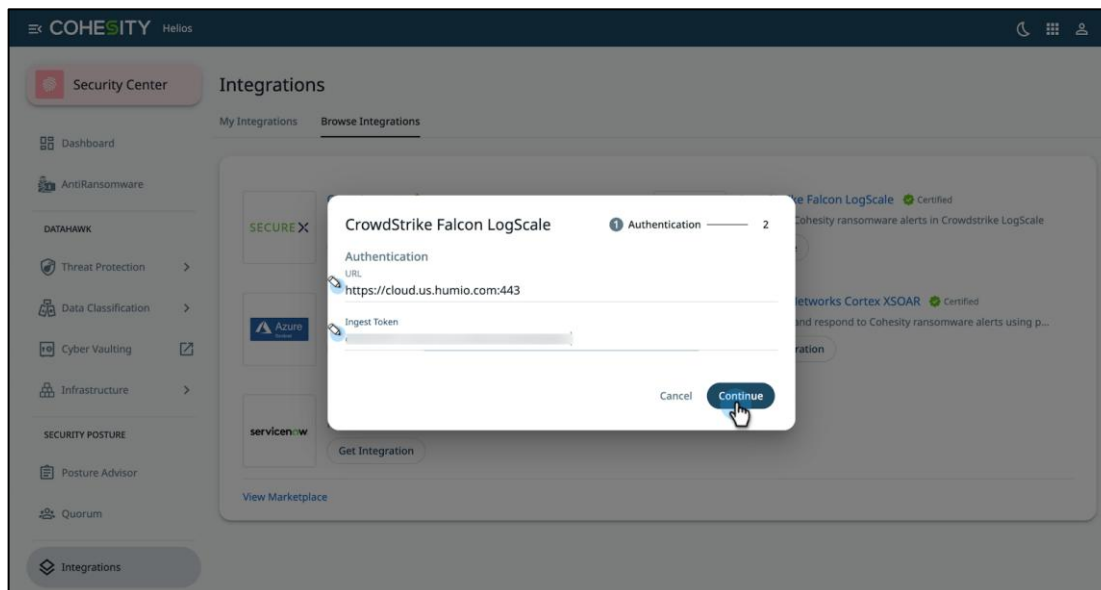 COHESITY Helios
Security Center
Dashboard
AntiRansomware
DATAHAWK
Threat Protection
Data Classification
Cyber Vaulting
Infrastructure
SECURITY POSTURE
Posture Advisor
Quorum
Integrations
Integrations
My Integrations Browse Integrations
SECUREX
ke Falcon LogScale Certified
Cohesity ransomware alerts in Crowdstrike LogScale
Azure
etworks Cortex XSOAR Certified
and respond to Cohesity ransomware alerts using p...
ration
servicenow
Get Integration
View Marketplace
CrowdStrike Falcon LogScale
1 Authentication 2
Authentication
URL
https://cloud.us.humio.com:443
Ingest Token
Cancel Continue